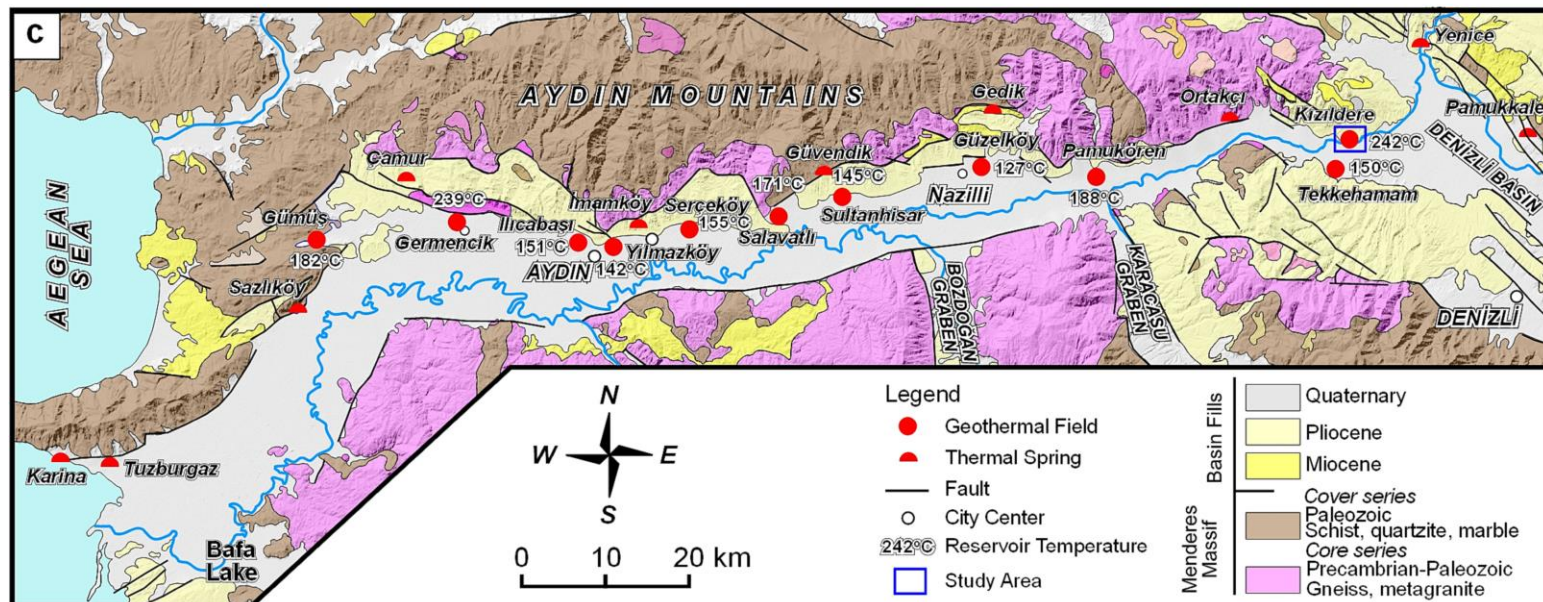 C
AYDIN MOUNTAINS
AEGEAN
SEA
Yenice
Pamukkale
Kızıldere
242°C
DENİZLİ BASIN
150°C
Tekkehamam
Ortakçı
Gedik
Güzelköy
127°C
Nazilli
Pamukören
188°C
Güvendik
145°C
171°C
Sultanhisar
Salavatlı
Çamur
239°C
Germencik
Gümüş
182°C
Ilıcabaşı
151°C
AYDIN
İmamköy
142°C
Yılmazköy
Serçeköy
155°C
Sazlıköy
BOZDOĞAN
GRABEN
KARACASU
GRABEN
DENİZLİ
Karina
Tuzburgaz
Bafa
Lake
N
W
E
S
0 10 20 km
Legend
Geothermal Field
Thermal Spring
Fault
City Center
242°C Reservoir Temperature
Study Area
Basin Fills
Quaternary
Pliocene
Miocene
Menderes
Massif
Cover series
Paleozoic
Schist, quartzite, marble
Core series
Precambrian-Paleozoic
Gneiss, metagranite